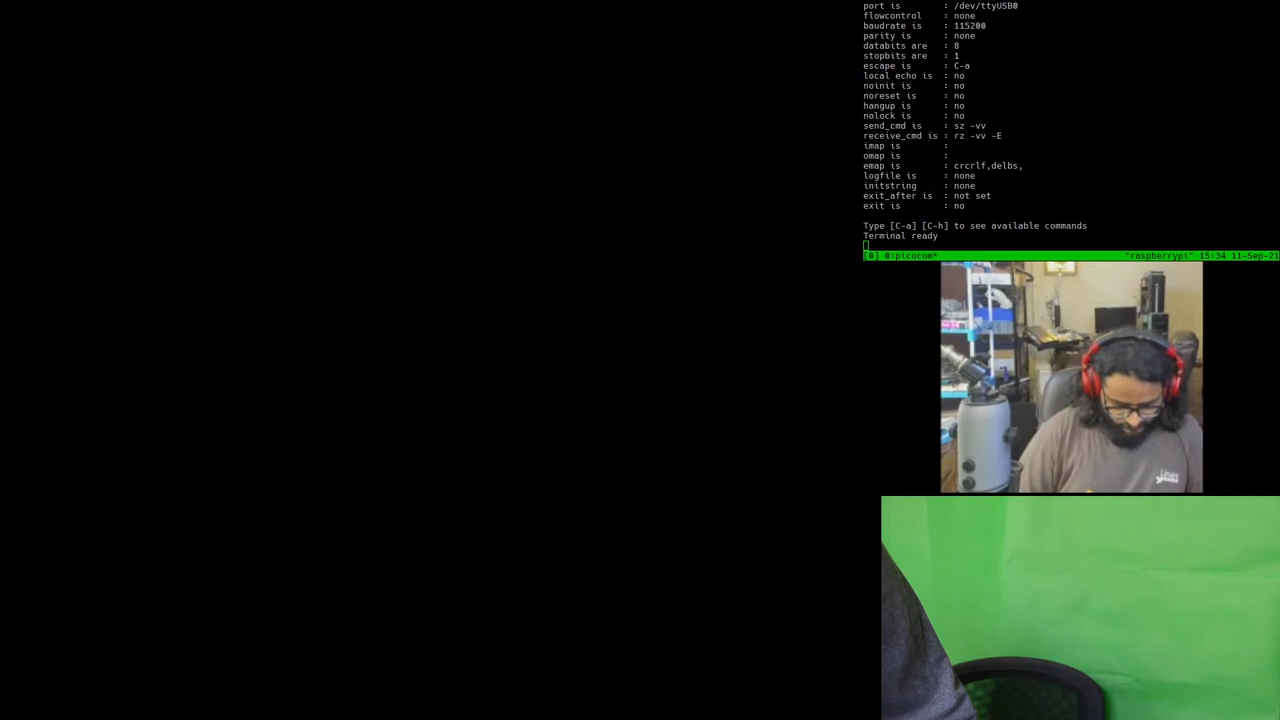 port is : /dev/ttyUSB0
flowcontrol : none
baudrate is : 115200
parity is : none
databits are : 8
stopbits are : 1
escape is : C-a
local echo is : no
noinit is : no
noreset is : no
hangup is : no
nolock is : no
send_cmd is : sz -vv
receive_cmd is : rz -vv -E
imap is :
omap is :
emap is : crcrlf,delbs,
logfile is : none
initstring : none
exit_after is : not set
exit is : no
Type [C-a] [C-h] to see available commands
Terminal ready
[0] 0:picocom* "raspberrypi" 15:34 11-Sep-21